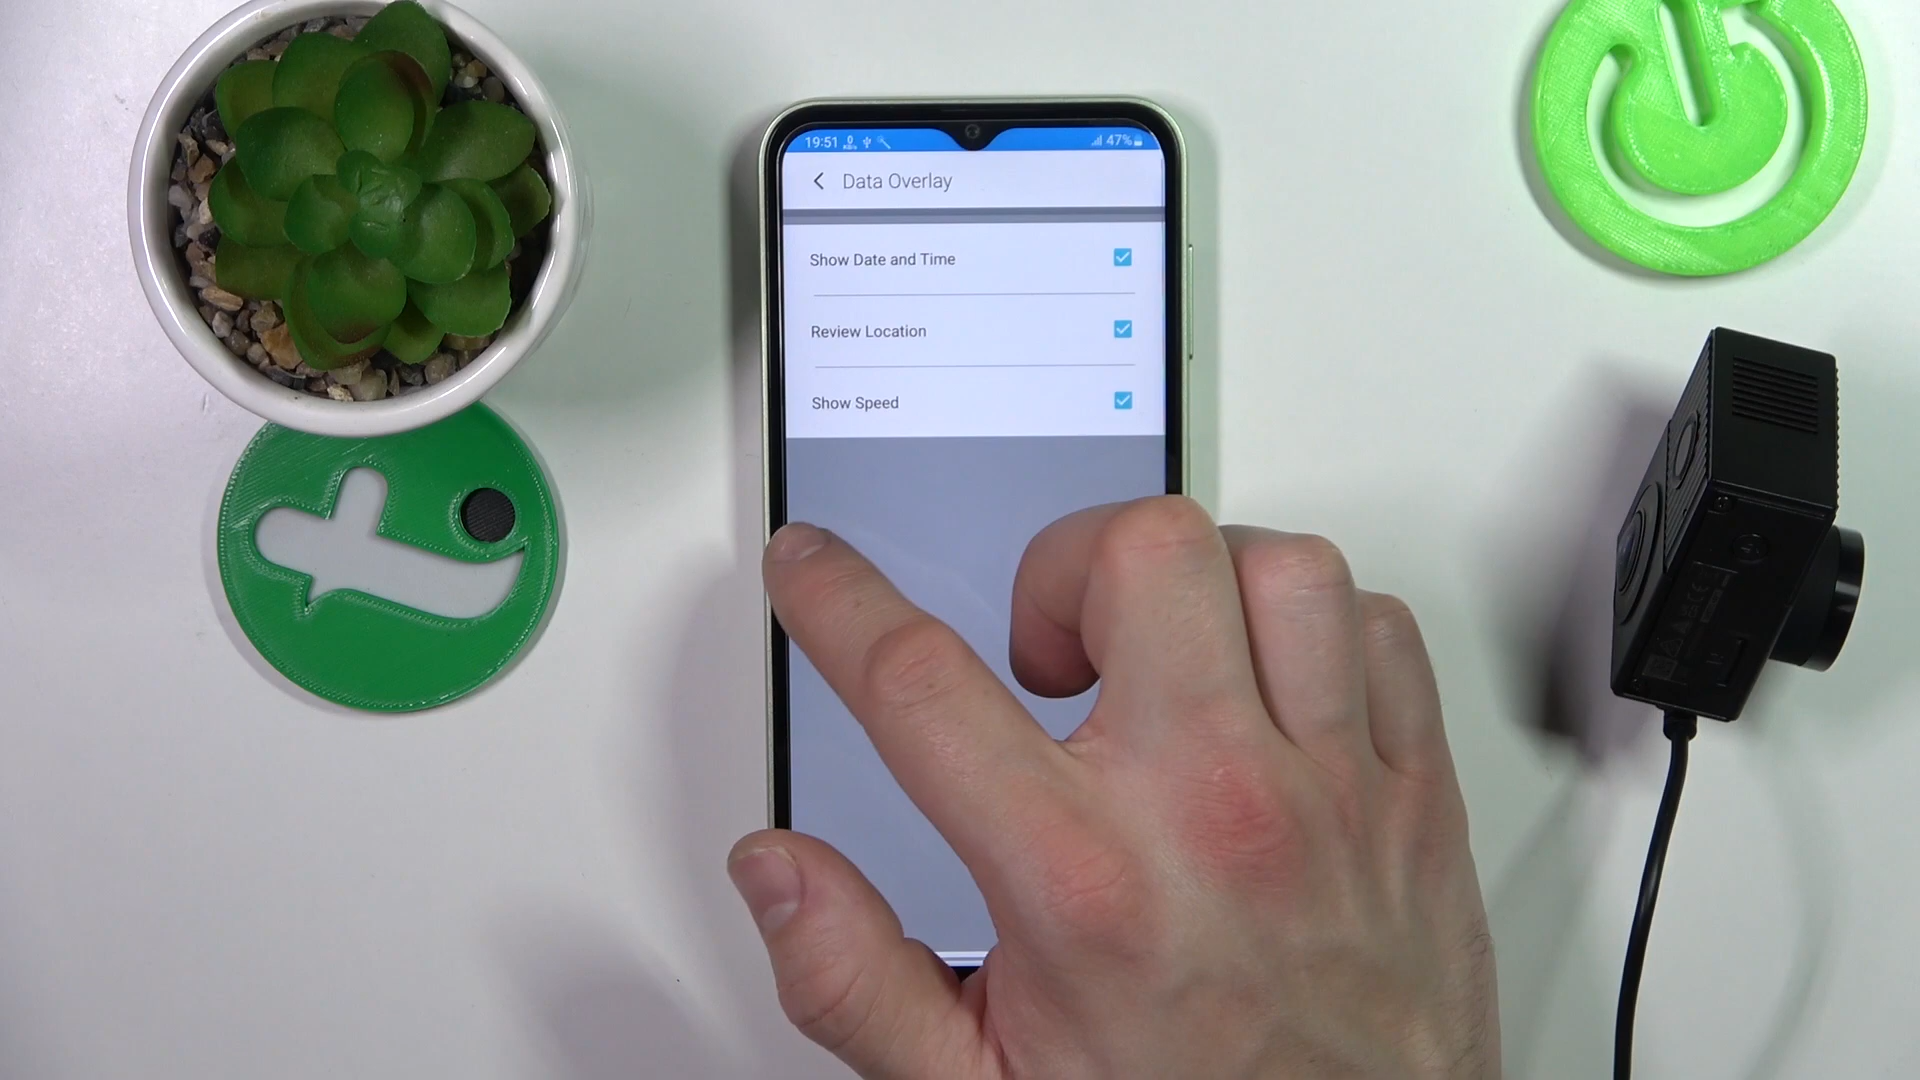 19:51 47%
Data Overlay
Show Date and Time
Review Location
Show Speed